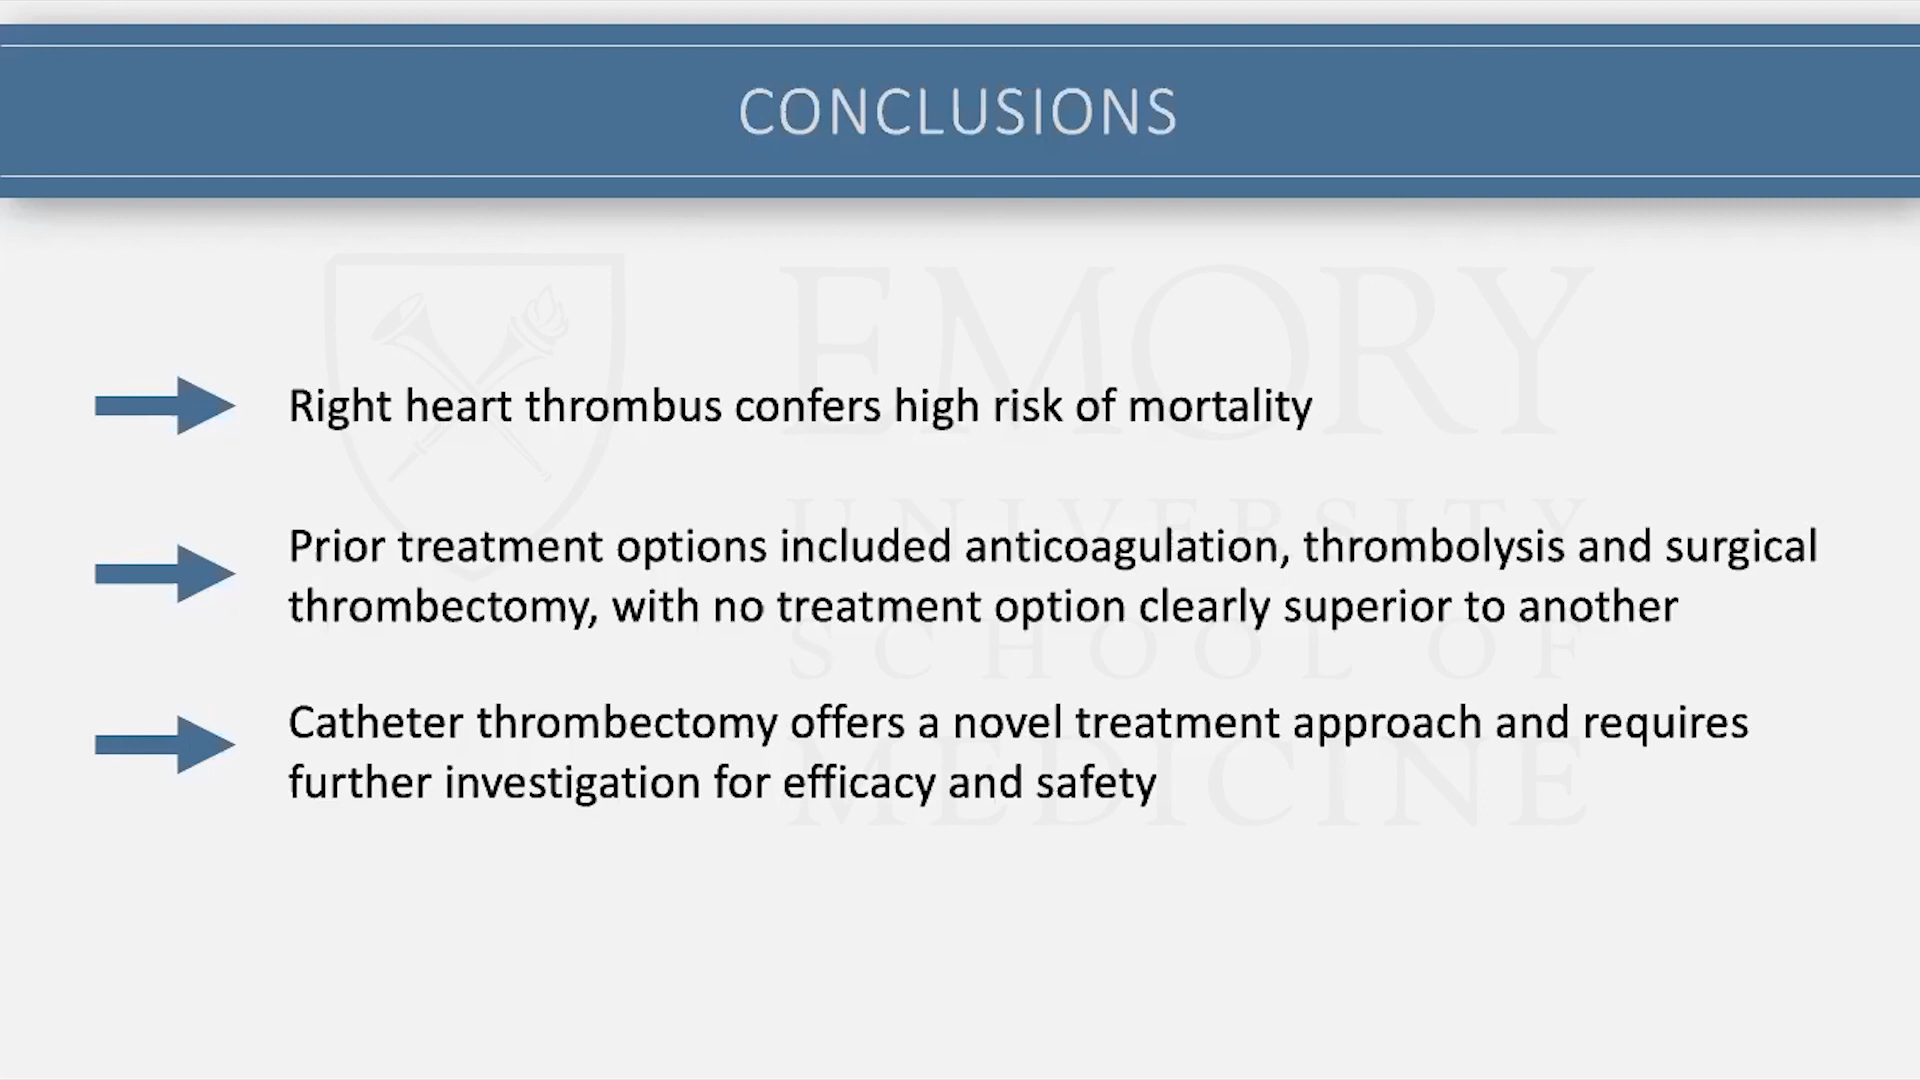 CONCLUSIONS
EMORY
UNIVERSITY
SCHOOL OF
MEDICINE
Right heart thrombus confers high risk of mortality
Prior treatment options included anticoagulation, thrombolysis and surgical
thrombectomy, with no treatment option clearly superior to another
Catheter thrombectomy offers a novel treatment approach and requires
further investigation for efficacy and safety